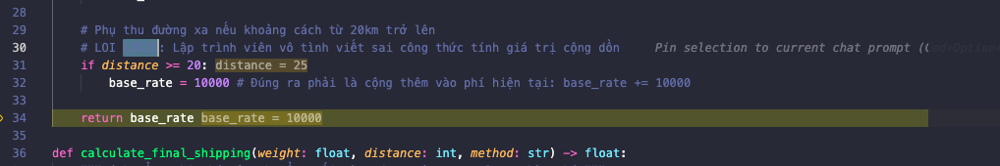 28
29
# Phụ thu đường xa nếu khoảng cách từ 20km trở lên
30 # LOI : Lập trình viên vô tình viết sai công thức tính giá trị cộng dồn Pin selection to current chat prompt
31 if distance >= 20: distance = 25
32 base_rate = 10000 # Đúng ra phải là cộng thêm vào phí hiện tại: base_rate += 10000
33
34 return base_rate base_rate = 10000
35
36 def calculate_final_shipping(weight: float, distance: int, method: str) -> float: